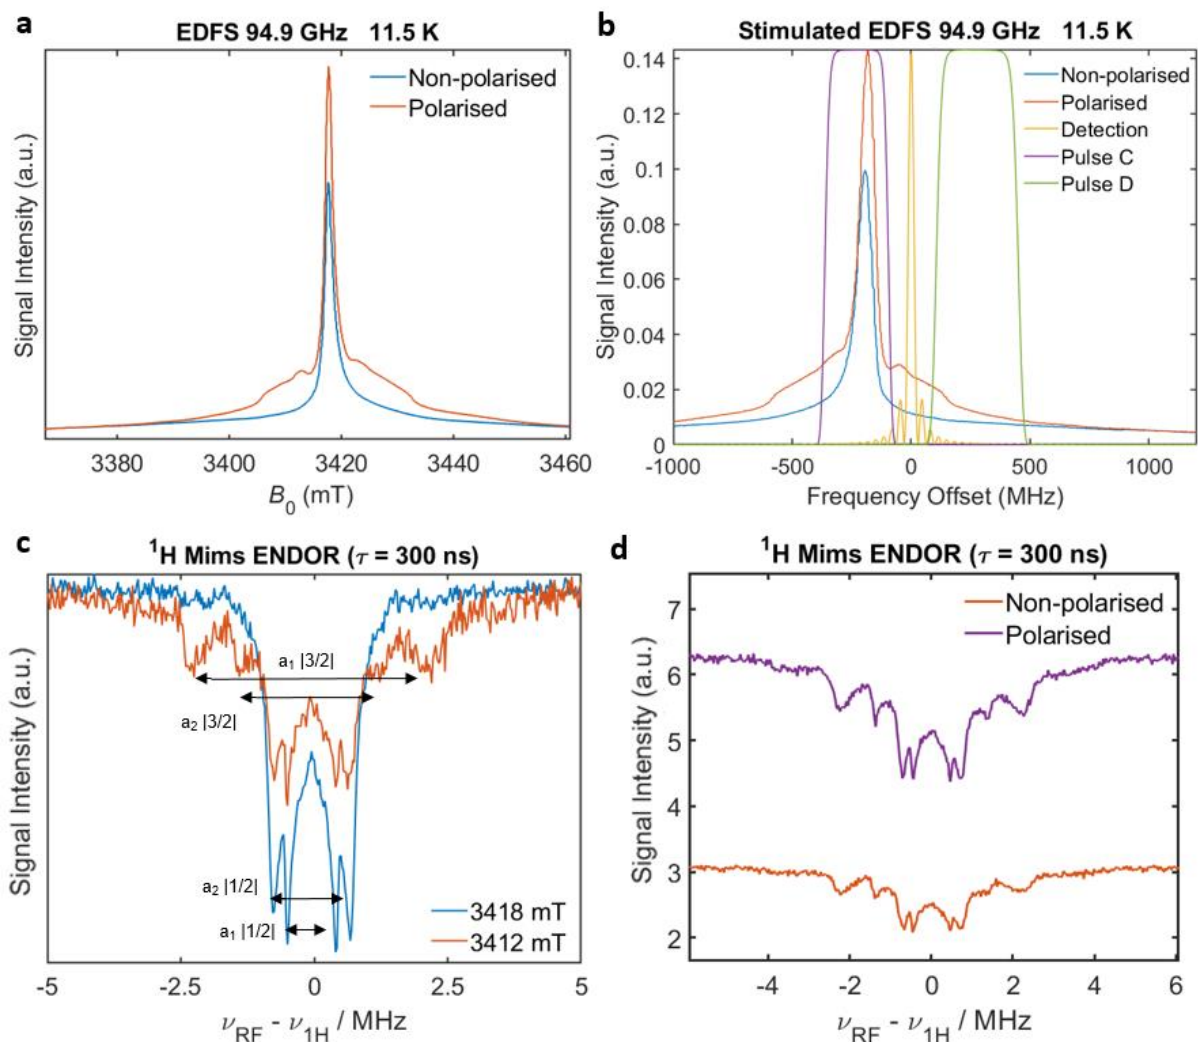 a
EDFS 94.9 GHz 11.5 K
Signal Intensity (a.u.)
Non-polarised
Polarised
3380 3400 3420 3440 3460
B0 (mT)
b
Stimulated EDFS 94.9 GHz 11.5 K
Signal Intensity (a.u.)
0.14
0.12
0.1
0.08
0.06
0.04
0.02
0
Non-polarised
Polarised
Detection
Pulse C
Pulse D
-1000 -500 0 500 1000
Frequency Offset (MHz)
c
1H Mims ENDOR (τ = 300 ns)
Signal Intensity (a.u.)
a1 |3/2|
a2 |3/2|
a2 |1/2|
a1 |1/2|
3418 mT
3412 mT
-5 -2.5 0 2.5 5
νRF - ν1H / MHz
d
1H Mims ENDOR (τ = 300 ns)
Signal Intensity (a.u.)
7
6
5
4
3
2
Non-polarised
Polarised
-4 -2 0 2 4 6
νRF - ν1H / MHz